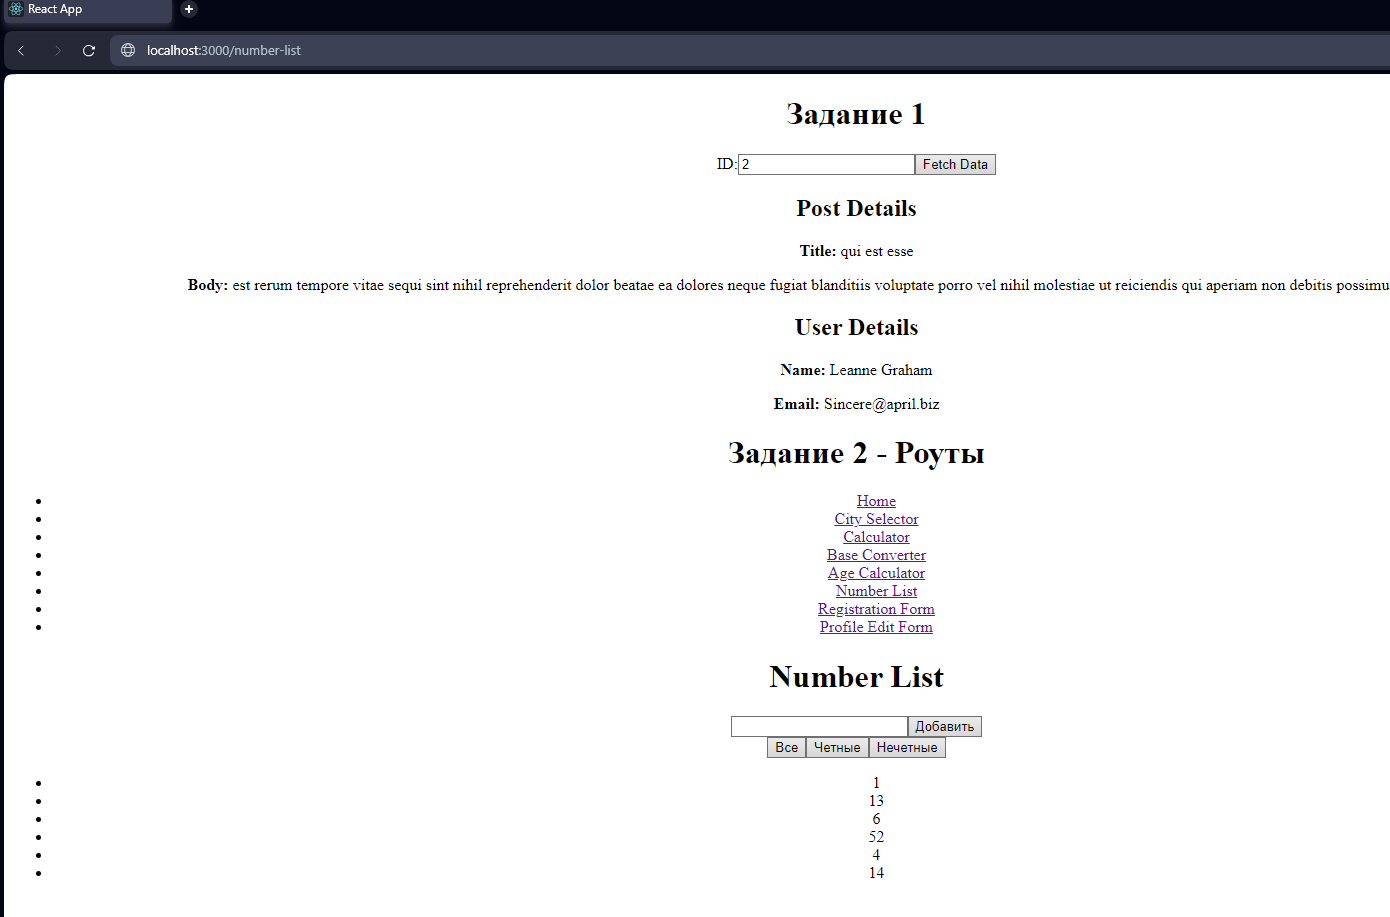 React App
localhost:3000/number-list
Задание 1
ID: 2 Fetch Data
Post Details
Title: qui est esse
Body: est rerum tempore vitae sequi sint nihil reprehenderit dolor beatae ea dolores neque fugiat blanditiis voluptate porro vel nihil molestiae ut reiciendis qui aperiam non debitis possimu
User Details
Name: Leanne Graham
Email: Sincere@april.biz
Задание 2 - Роуты
Home
City Selector
Calculator
Base Converter
Age Calculator
Number List
Registration Form
Profile Edit Form
Number List
Добавить
Все Четные Нечетные
1
13
6
52
4
14